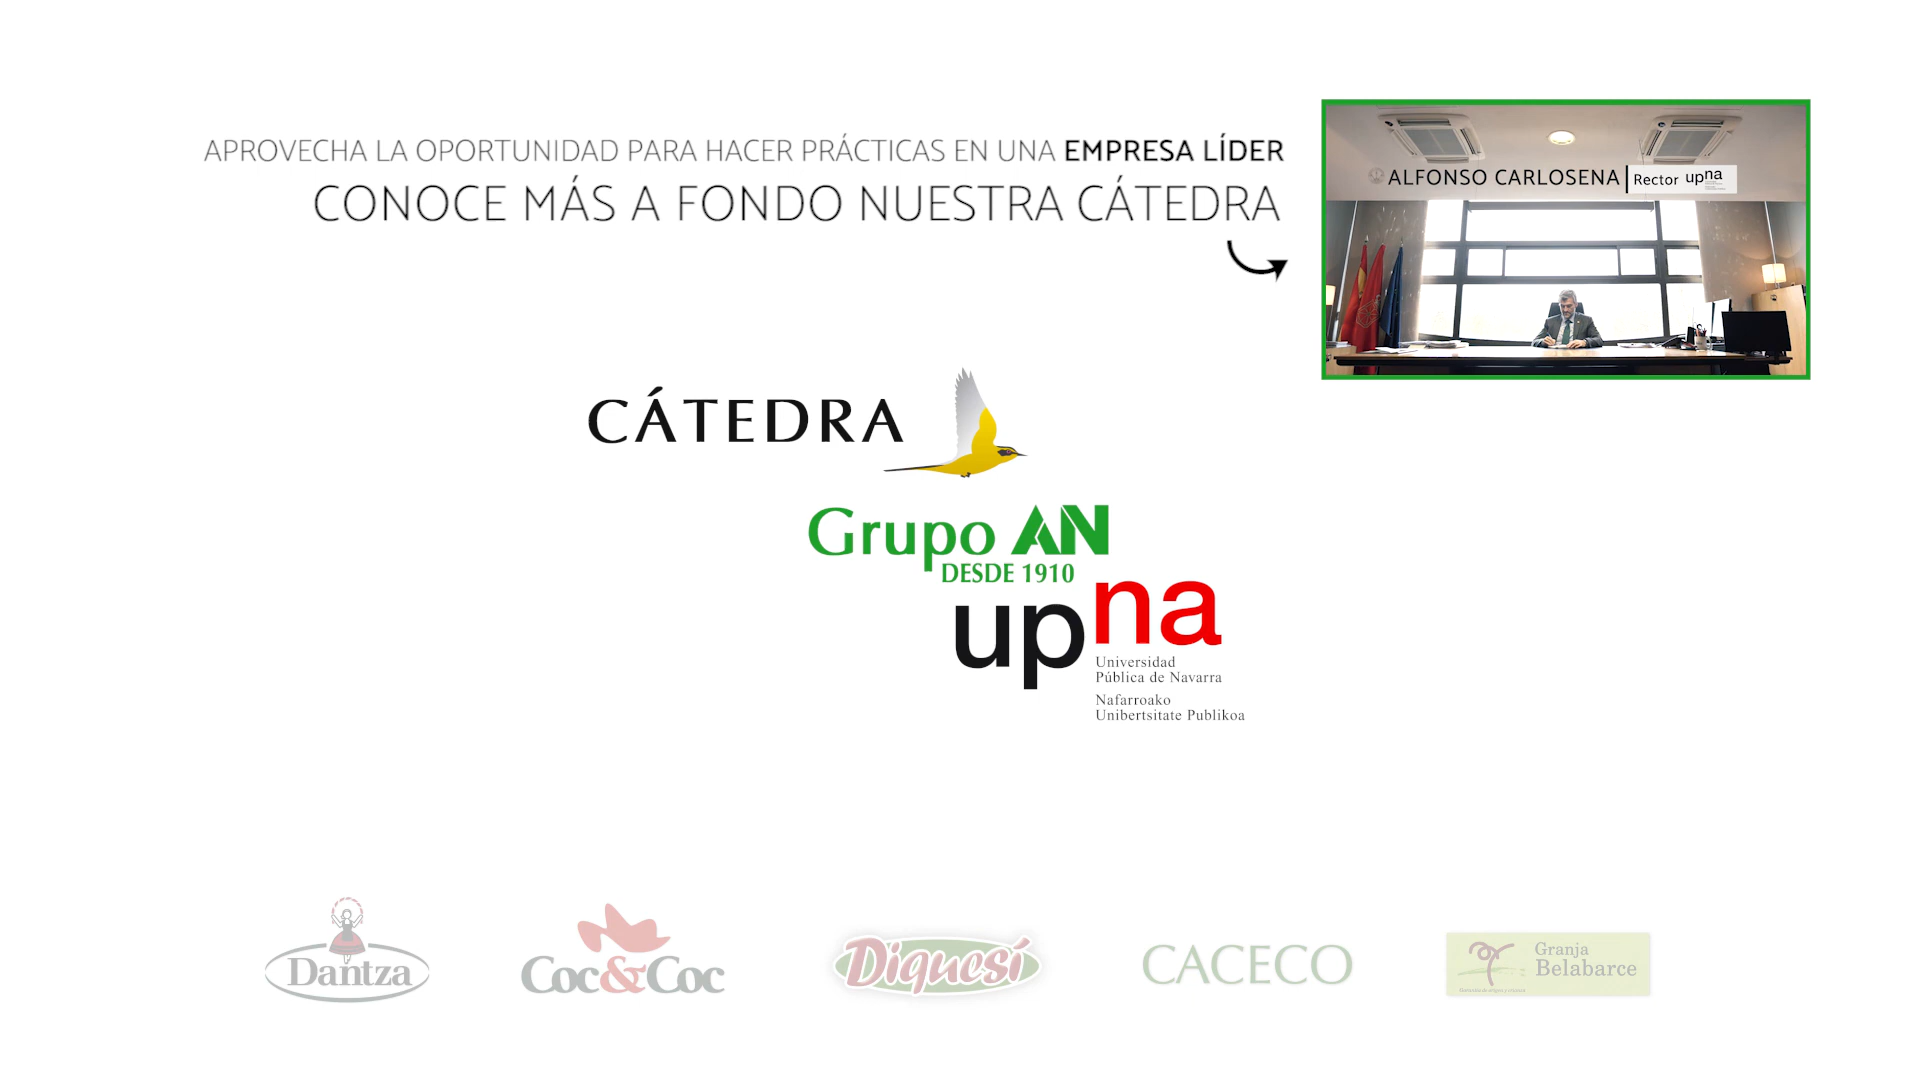 APROVECHA LA OPORTUNIDAD PARA HACER PRÁCTICAS EN UNA EMPRESA LÍDER
CONOCE MÁS A FONDO NUESTRA CÁTEDRA
ALFONSO CARLOSENA | Rector upna
CÁTEDRA
Grupo AN
DESDE 1910
upna
Universidad
Pública de Navarra
Nafarroako
Unibertsitate Publikoa
Dantza
Coc&Coc
Diquesí
CACECO
Granja
Belabarce